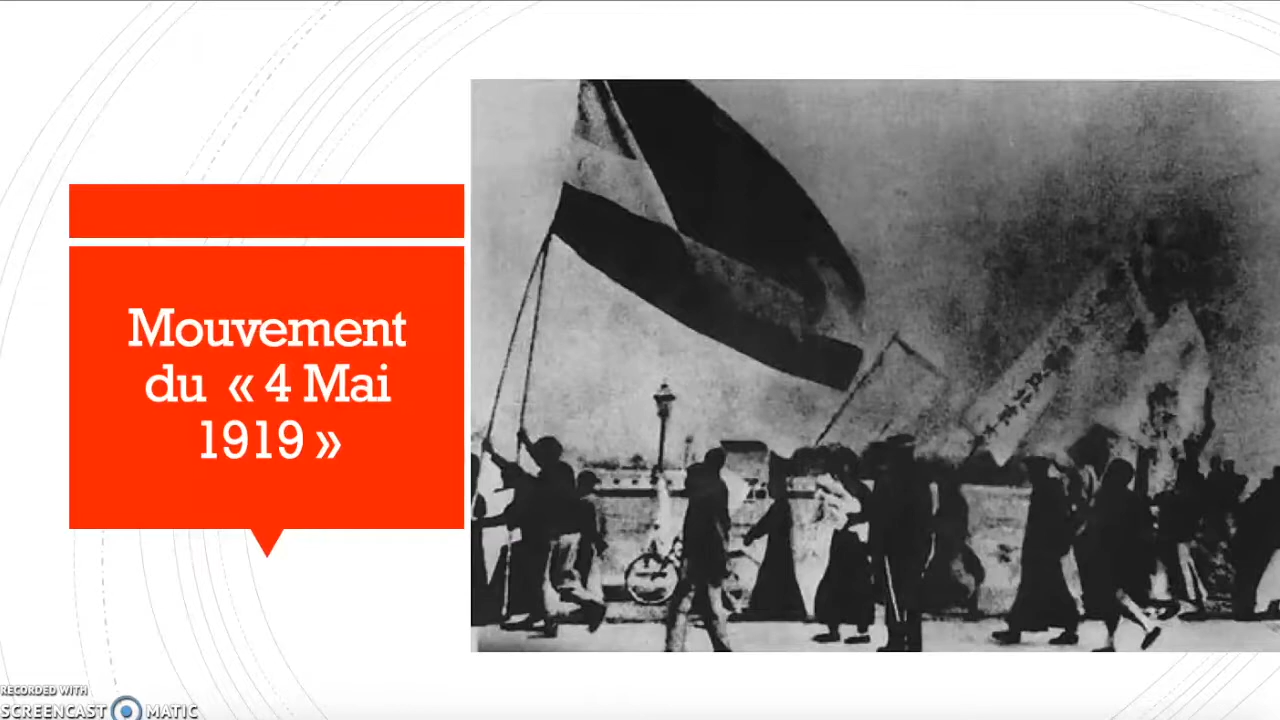 Mouvement
du « 4 Mai
1919 »
RECORDED WITH
SCREENCAST MATIC